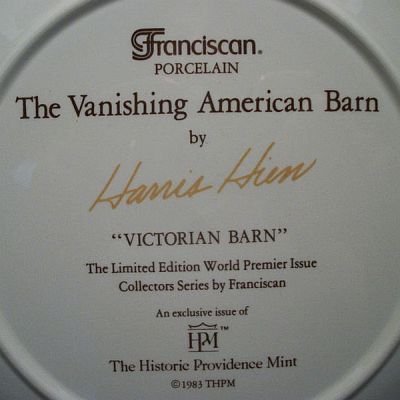 Franciscan®
PORCELAIN
The Vanishing American Barn
by
Harris Hien
"VICTORIAN BARN"
The Limited Edition World Premier Issue
Collectors Series by Franciscan
An exclusive issue of
HPM™
The Historic Providence Mint
©1983 THPM